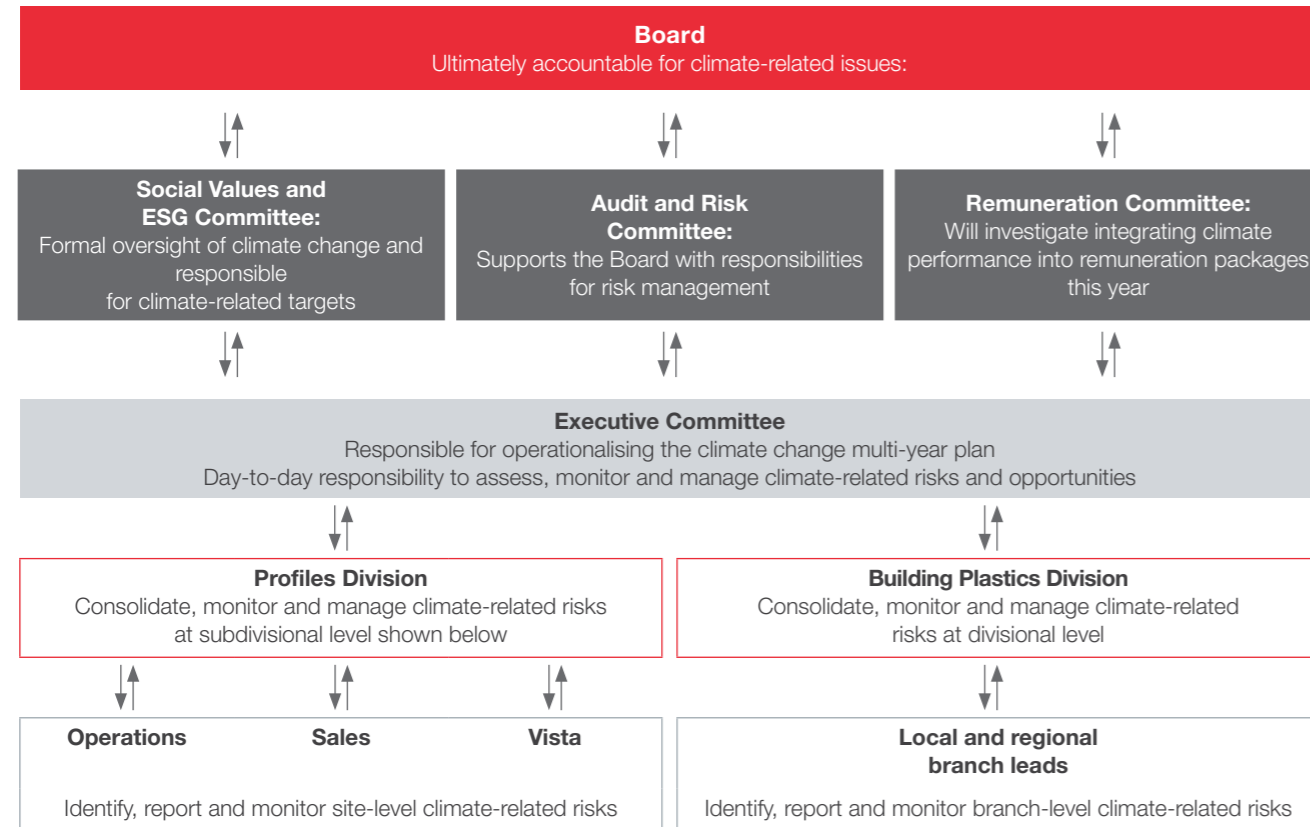 Board
Ultimately accountable for climate-related issues:
Social Values and
ESG Committee:
Formal oversight of climate change and
responsible
for climate-related targets
Audit and Risk
Committee:
Supports the Board with responsibilities
for risk management
Remuneration Committee:
Will investigate integrating climate
performance into remuneration packages
this year
Executive Committee
Responsible for operationalising the climate change multi-year plan
Day-to-day responsibility to assess, monitor and manage climate-related risks and opportunities
Profiles Division
Consolidate, monitor and manage climate-related risks
at subdivisional level shown below
Building Plastics Division
Consolidate, monitor and manage climate-related
risks at divisional level
Operations
Sales
Vista
Identify, report and monitor site-level climate-related risks
Local and regional
branch leads
Identify, report and monitor branch-level climate-related risks